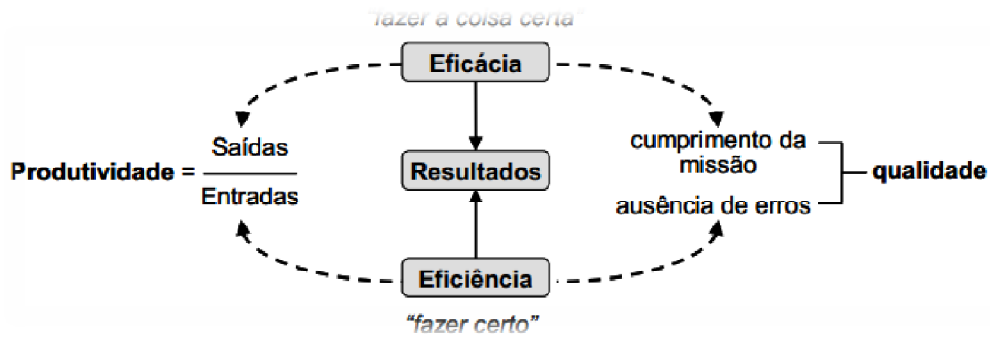 "fazer a coisa certa"
Eficácia
Saídas
Produtividade =
Entradas
Resultados
cumprimento da
missão
ausência de erros
qualidade
Eficiência
"fazer certo"